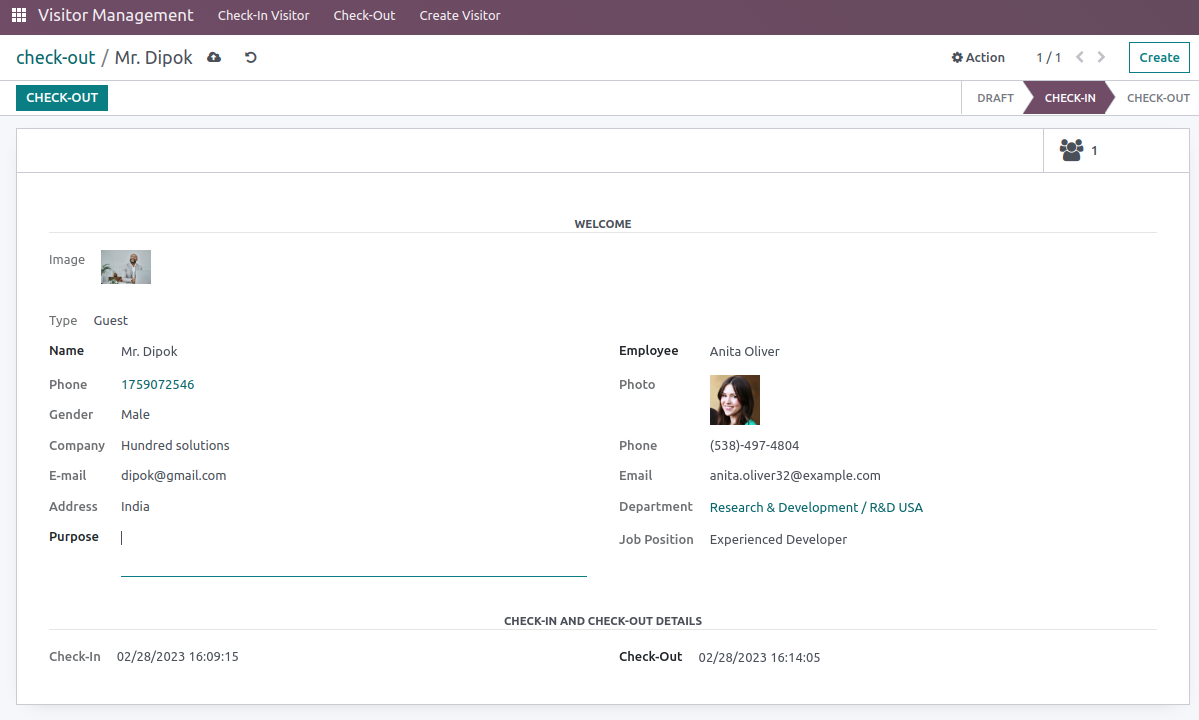 Visitor Management Check-In Visitor Check-Out Create Visitor
check-out / Mr. Dipok Action 1 / 1 Create
CHECK-OUT DRAFT CHECK-IN CHECK-OUT
1
WELCOME
Image
Type Guest
Name Mr. Dipok Employee Anita Oliver
Phone 1759072546 Photo
Gender Male
Company Hundred solutions Phone (538)-497-4804
E-mail dipok@gmail.com Email anita.oliver32@example.com
Address India Department Research & Development / R&D USA
Purpose Job Position Experienced Developer
CHECK-IN AND CHECK-OUT DETAILS
Check-In 02/28/2023 16:09:15 Check-Out 02/28/2023 16:14:05